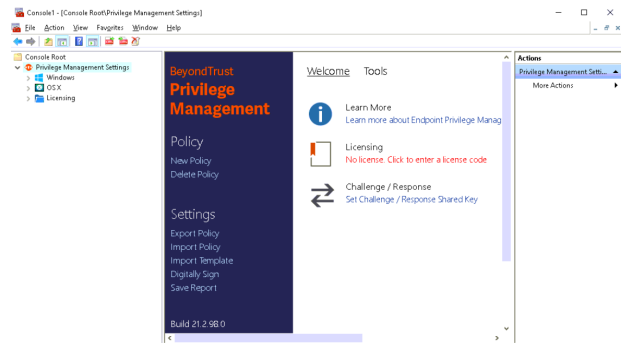 Console1 - [Console Root\Privilege Management Settings]
File Action View Favorites Window Help
Console Root
Privilege Management Settings
Windows
OS X
Licensing
BeyondTrust
Privilege
Management
Policy
New Policy
Delete Policy
Settings
Export Policy
Import Policy
Import Template
Digitally Sign
Save Report
Build 21.2.98.0
Welcome Tools
Learn More
Learn more about Endpoint Privilege Manag
Licensing
No license. Click to enter a license code
Challenge / Response
Set Challenge / Response Shared Key
Actions
Privilege Management Setti...
More Actions